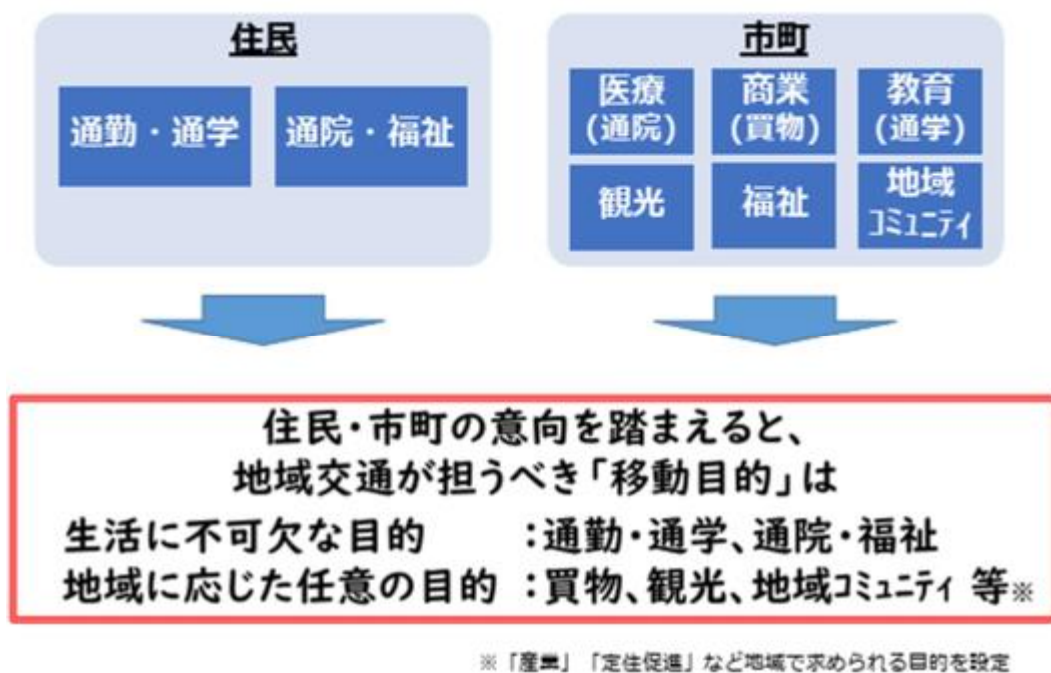 住民
通勤・通学
通院・福祉
市町
医療
(通院)
商業
(買物)
教育
(通学)
観光
福祉
地域
ｺﾐｭﾆﾃｨ
住民・市町の意向を踏まえると、
地域交通が担うべき「移動目的」は
生活に不可欠な目的　　：通勤・通学、通院・福祉
地域に応じた任意の目的：買物、観光、地域ｺﾐｭﾆﾃｨ 等※
※「産業」「定住促進」など地域で求められる目的を設定